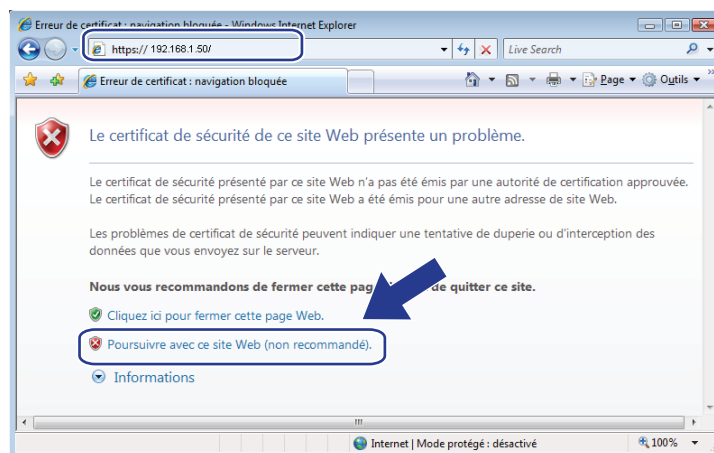 Erreur de certificat : navigation bloquée - Windows Internet Explorer
https:// 192.168.1.50/
Live Search
Erreur de certificat : navigation bloquée
Page
Outils
Le certificat de sécurité de ce site Web présente un problème.
Le certificat de sécurité présenté par ce site Web n'a pas été émis par une autorité de certification approuvée.
Le certificat de sécurité présenté par ce site Web a été émis pour une autre adresse de site Web.
Les problèmes de certificat de sécurité peuvent indiquer une tentative de duperie ou d'interception des
données que vous envoyez sur le serveur.
Nous vous recommandons de fermer cette pag de quitter ce site.
Cliquez ici pour fermer cette page Web.
Poursuivre avec ce site Web (non recommandé).
Informations
Internet | Mode protégé : désactivé
100%